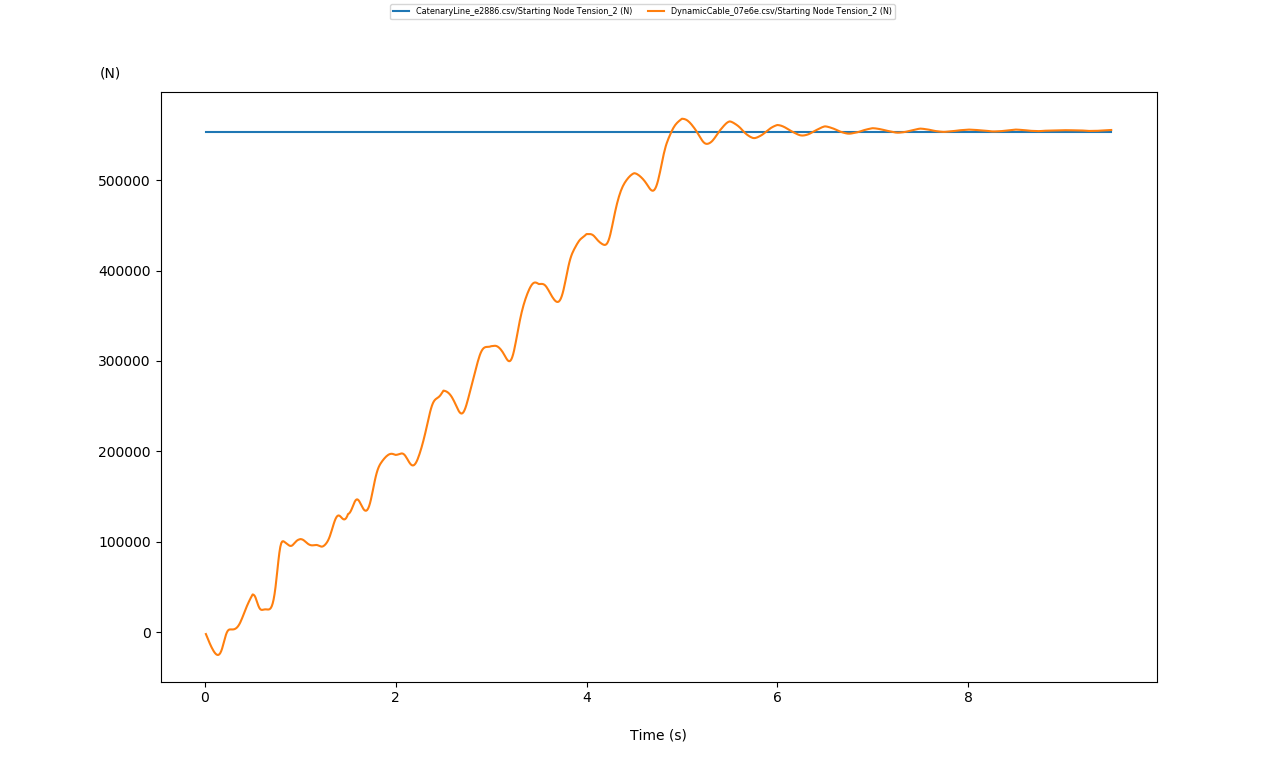 CatenaryLine_e2886.csv/Starting Node Tension_2 (N) DynamicCable_07e6e.csv/Starting Node Tension_2 (N)
(N)
500000
400000
300000
200000
100000
0
0 2 4 6 8
Time (s)